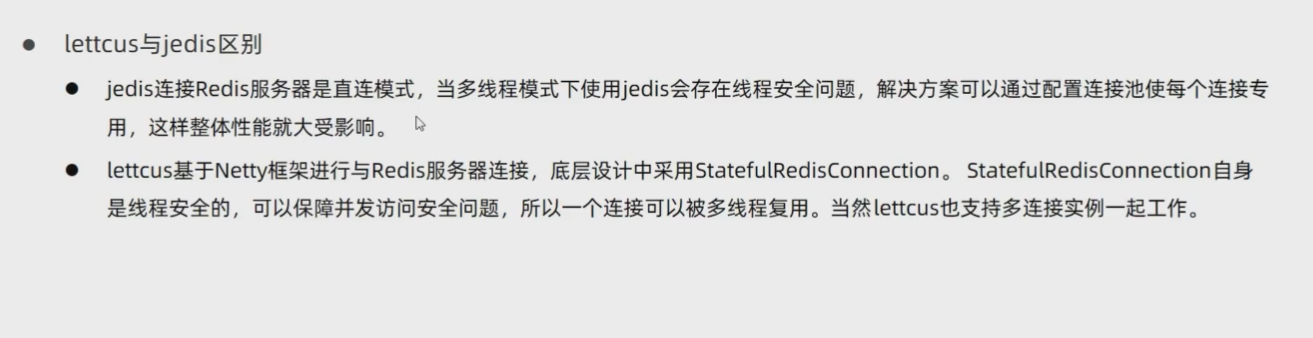 lettcus与jedis区别
jedis连接Redis服务器是直连模式，当多线程模式下使用jedis会存在线程安全问题，解决方案可以通过配置连接池使每个连接专
用，这样整体性能就大受影响。
lettcus基于Netty框架进行与Redis服务器连接，底层设计中采用StatefulRedisConnection。 StatefulRedisConnection自身
是线程安全的，可以保障并发访问安全问题，所以一个连接可以被多线程复用。当然lettcus也支持多连接实例一起工作。